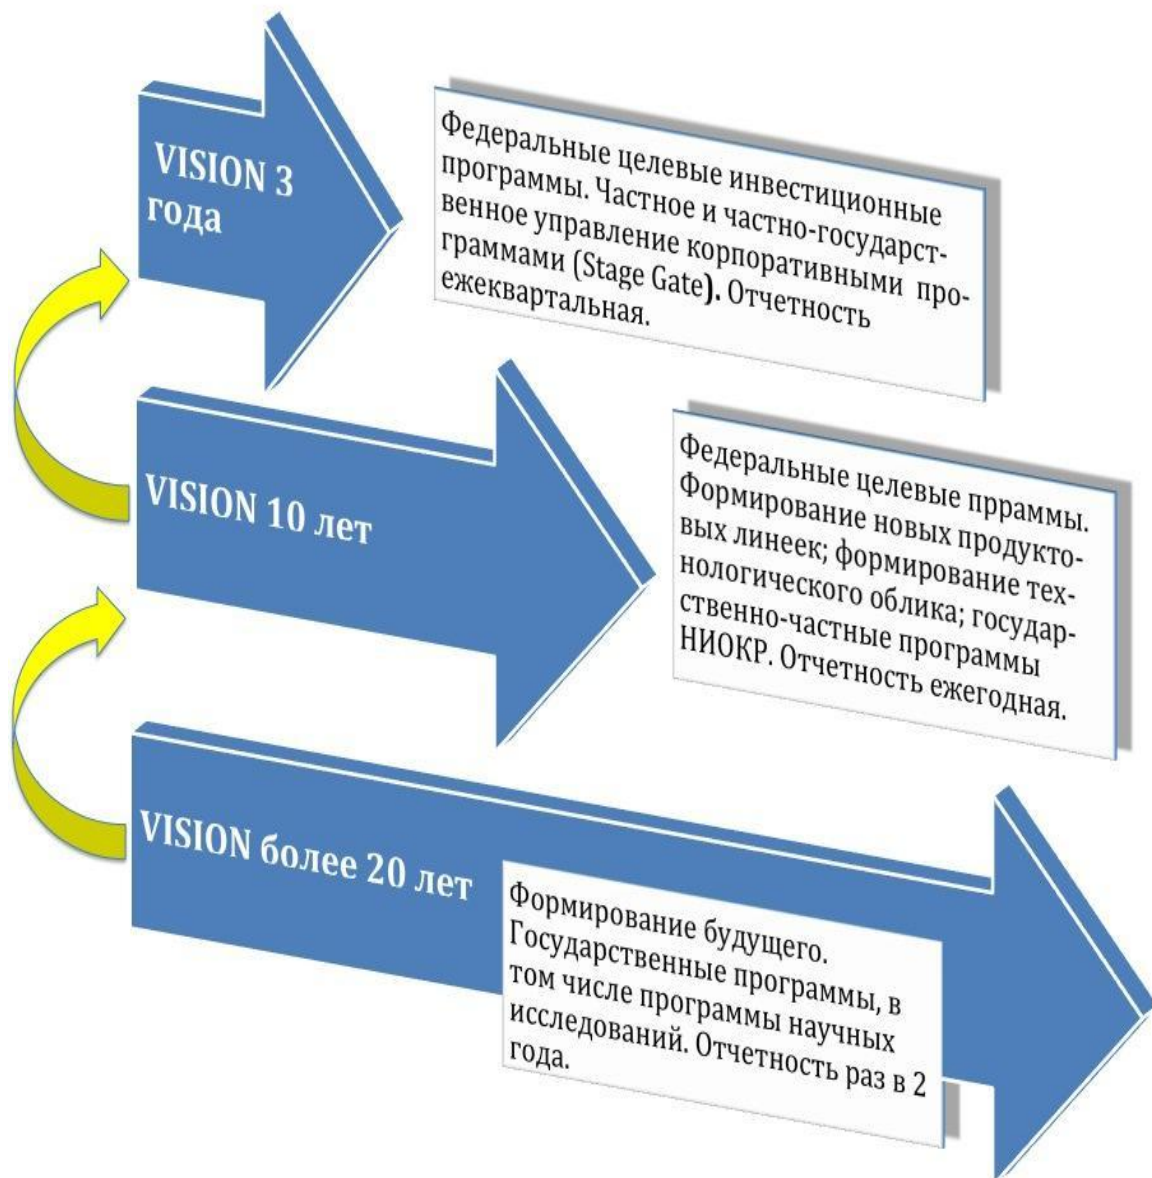 VISION 3
года
Федеральные целевые инвестиционные
программы. Частное и частно-государст-
венное управление корпоративными про-
граммами (Stage Gate). Отчетность
ежеквартальная.
VISION 10 лет
Федеральные целевые прраммы.
Формирование новых продукто-
вых линеек; формирование тех-
нологического облика; государ-
ственно-частные программы
НИОКР. Отчетность ежегодная.
VISION более 20 лет
Формирование будущего.
Государственные программы, в
том числе программы научных
исследований. Отчетность раз в 2
года.